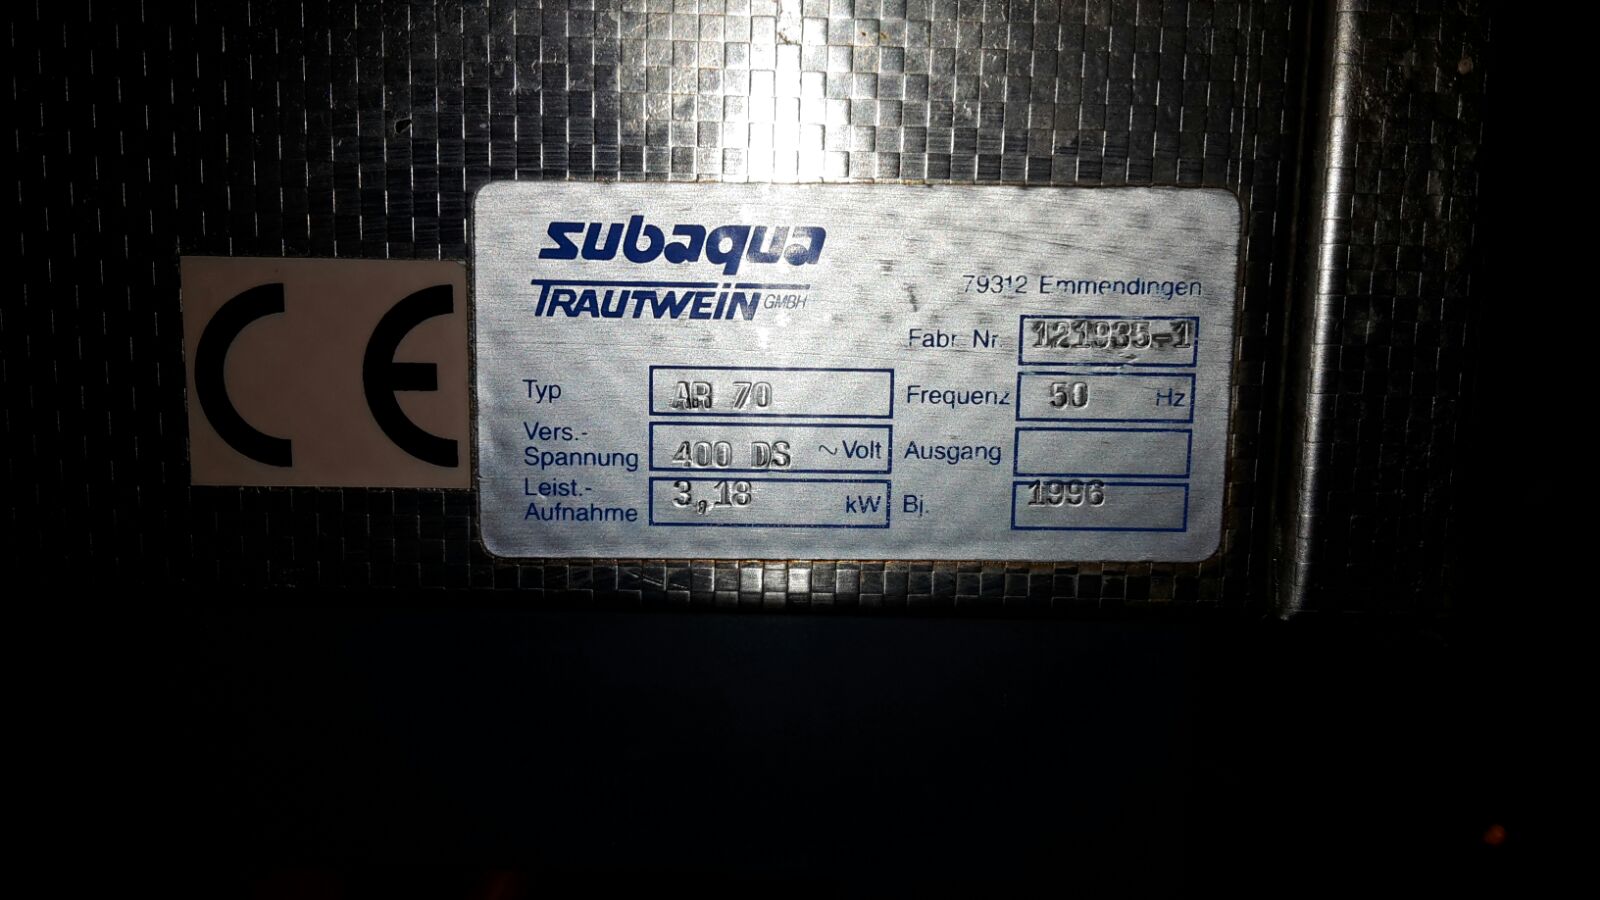 subaqua
TRAUTWEIN GMBH
79312 Emmendingen
Fabr. Nr. 121935-1
Typ AR 70
Frequenz 50 Hz
Vers.-
Spannung 400 DS ~Volt
Ausgang
Leist.-
Aufnahme 3,18 kW
Bj. 1996
CE